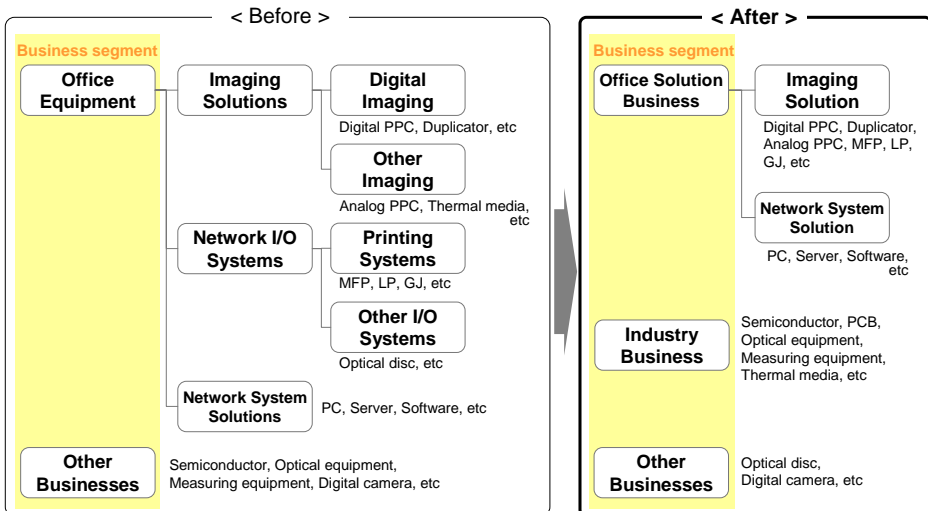 < Before >
Business segment
Office
Equipment
Imaging
Solutions
Digital
Imaging
Digital PPC, Duplicator, etc
Other
Imaging
Analog PPC, Thermal media,
etc
Network I/O
Systems
Printing
Systems
MFP, LP, GJ, etc
Other I/O
Systems
Optical disc, etc
Network System
Solutions
PC, Server, Software, etc
Other
Businesses
Semiconductor, Optical equipment,
Measuring equipment, Digital camera, etc
< After >
Business segment
Office Solution
Business
Imaging
Solution
Digital PPC, Duplicator,
Analog PPC, MFP, LP,
GJ, etc
Network System
Solution
PC, Server, Software,
etc
Industry
Business
Semiconductor, PCB,
Optical equipment,
Measuring equipment,
Thermal media, etc
Other
Businesses
Optical disc,
Digital camera, etc